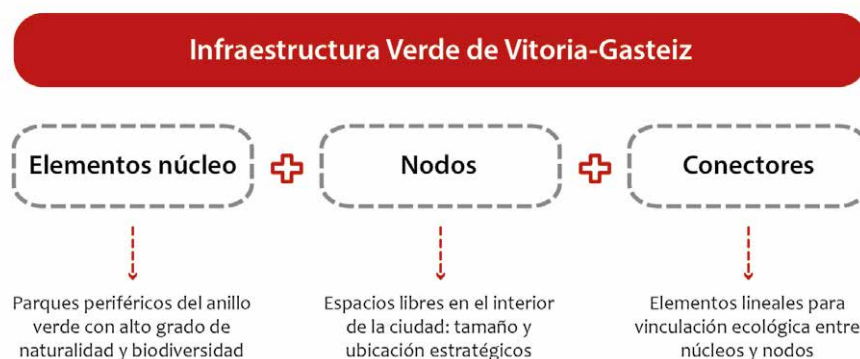 Infraestructura Verde de Vitoria-Gasteiz
Elementos núcleo
Nodos
Conectores
Parques periféricos del anillo
verde con alto grado de
naturalidad y biodiversidad
Espacios libres en el interior
de la ciudad: tamaño y
ubicación estratégicos
Elementos lineales para
vinculación ecológica entre
núcleos y nodos